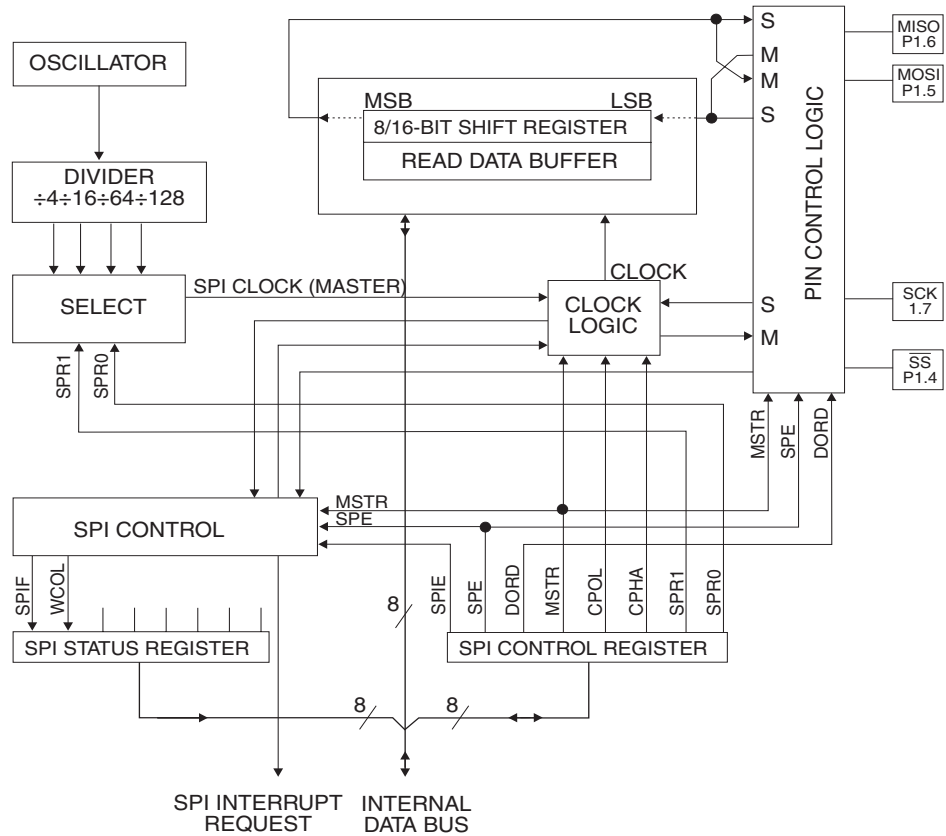 OSCILLATOR
DIVIDER
÷4÷16÷64÷128
SELECT
SPI CLOCK (MASTER)
SPR1
SPR0
MSB
LSB
8/16-BIT SHIFT REGISTER
READ DATA BUFFER
CLOCK
CLOCK
LOGIC
S
M
M
S
S
M
PIN CONTROL LOGIC
MISO
P1.6
MOSI
P1.5
SCK
1.7
SS
P1.4
MSTR
SPE
DORD
SPI CONTROL
MSTR
SPE
SPIF
WCOL
SPI STATUS REGISTER
8
SPIE
SPE
DORD
MSTR
CPOL
CPHA
SPR1
SPR0
SPI CONTROL REGISTER
8
8
SPI INTERRUPT
REQUEST
INTERNAL
DATA BUS